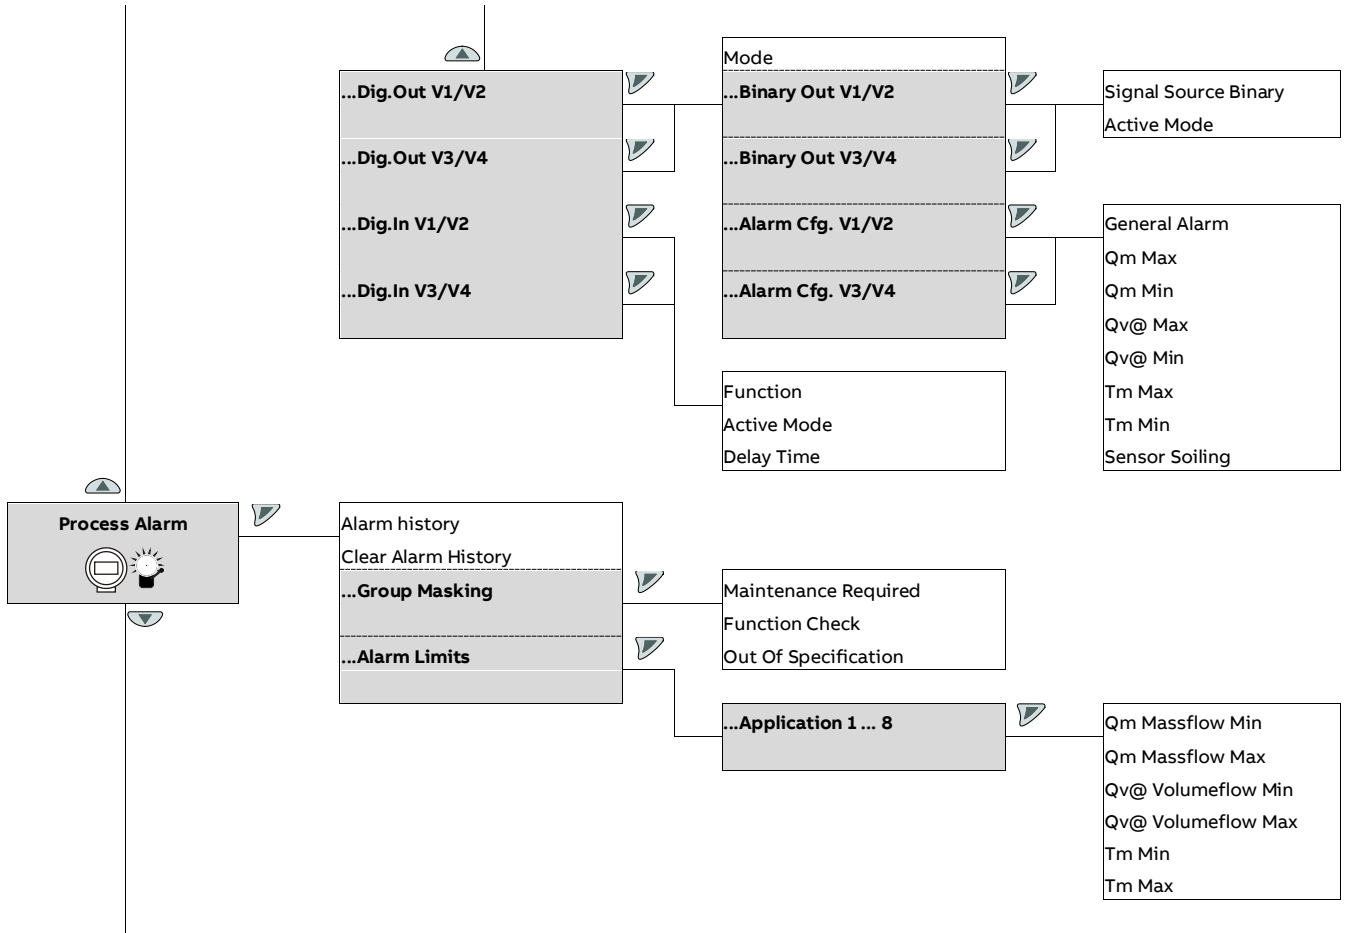 Mode
...Dig.Out V1/V2
...Dig.Out V3/V4
...Dig.In V1/V2
...Dig.In V3/V4
...Binary Out V1/V2
...Binary Out V3/V4
...Alarm Cfg. V1/V2
...Alarm Cfg. V3/V4
Signal Source Binary
Active Mode
General Alarm
Qm Max
Qm Min
Qv@ Max
Qv@ Min
Tm Max
Tm Min
Sensor Soiling
Function
Active Mode
Delay Time
Process Alarm
Alarm history
Clear Alarm History
...Group Masking
...Alarm Limits
Maintenance Required
Function Check
Out Of Specification
...Application 1 ... 8
Qm Massflow Min
Qm Massflow Max
Qv@ Volumeflow Min
Qv@ Volumeflow Max
Tm Min
Tm Max